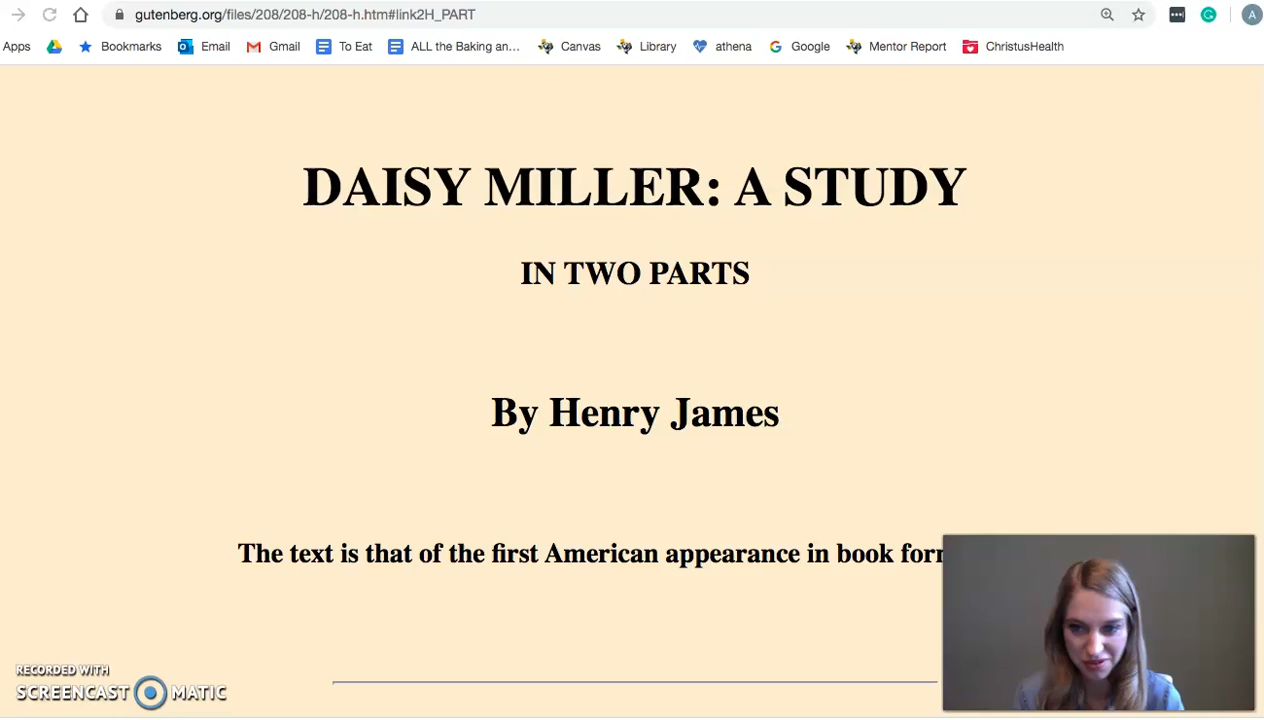 gutenberg.org/files/208/208-h/208-h.htm#link2H_PART
A
Apps Bookmarks Email Gmail To Eat ALL the Baking an... Canvas Library athena Google Mentor Report ChristusHealth
DAISY MILLER: A STUDY
IN TWO PARTS
By Henry James
The text is that of the first American appearance in book
RECORDED WITH
SCREENCAST MATIC